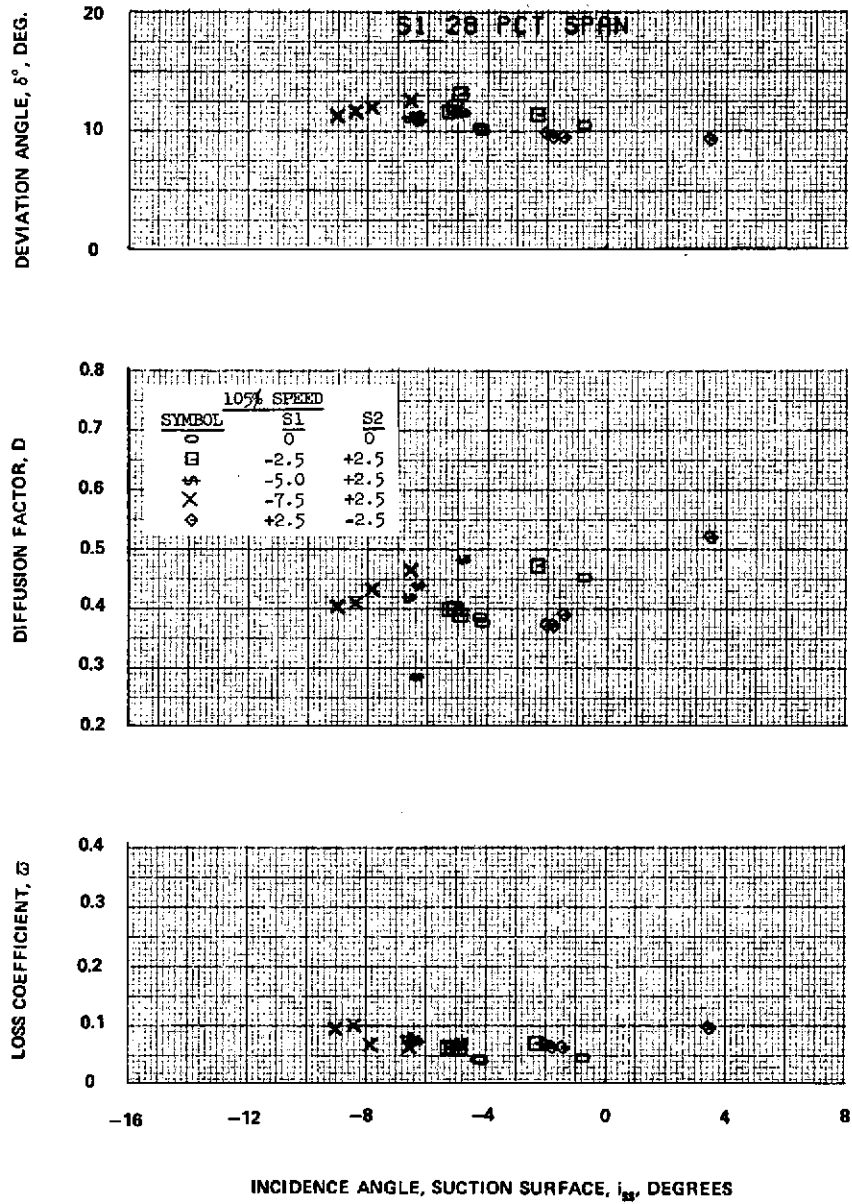 S1 28 PCT SPAN
DEVIATION ANGLE, δ°, DEG.
20
10
0
DIFFUSION FACTOR, D
0.8
0.7
0.6
0.5
0.4
0.3
0.2
105% SPEED
SYMBOL S1 S2
0 0
-2.5 +2.5
-5.0 +2.5
-7.5 +2.5
+2.5 -2.5
LOSS COEFFICIENT, ϖ
0.4
0.3
0.2
0.1
0
-16 -12 -8 -4 0 4 8
INCIDENCE ANGLE, SUCTION SURFACE, iss, DEGREES